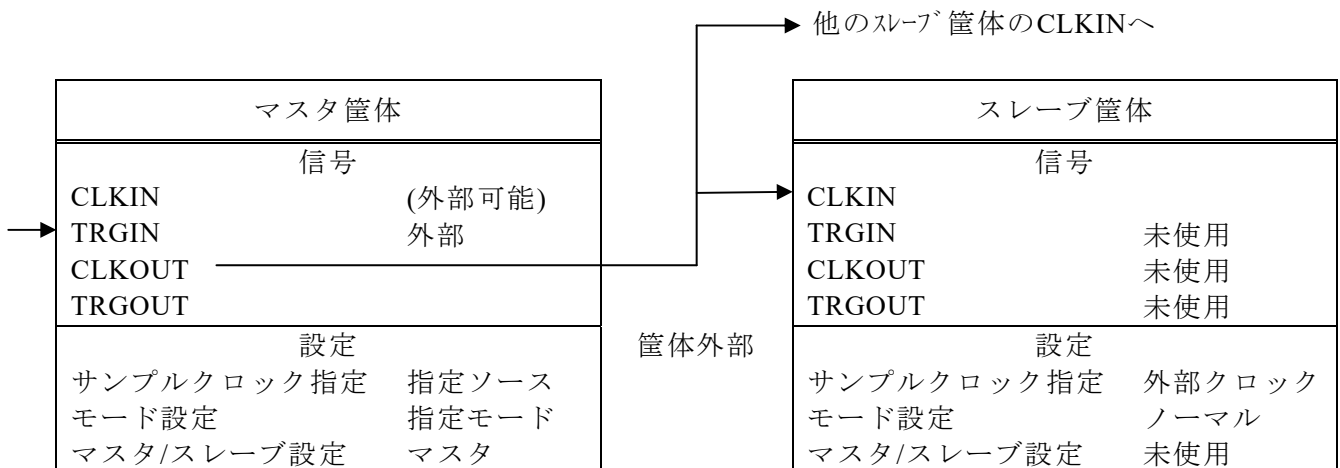 他のｽﾚｰﾌﾞ筐体のCLKINへ
マスタ筐体
信号
CLKIN (外部可能)
TRGIN 外部
CLKOUT
TRGOUT
設定
サンプルクロック指定 指定ソース
モード設定 指定モード
マスタ/スレーブ設定 マスタ
筐体外部
スレーブ筐体
信号
CLKIN
TRGIN 未使用
CLKOUT 未使用
TRGOUT 未使用
設定
サンプルクロック指定 外部クロック
モード設定 ノーマル
マスタ/スレーブ設定 未使用